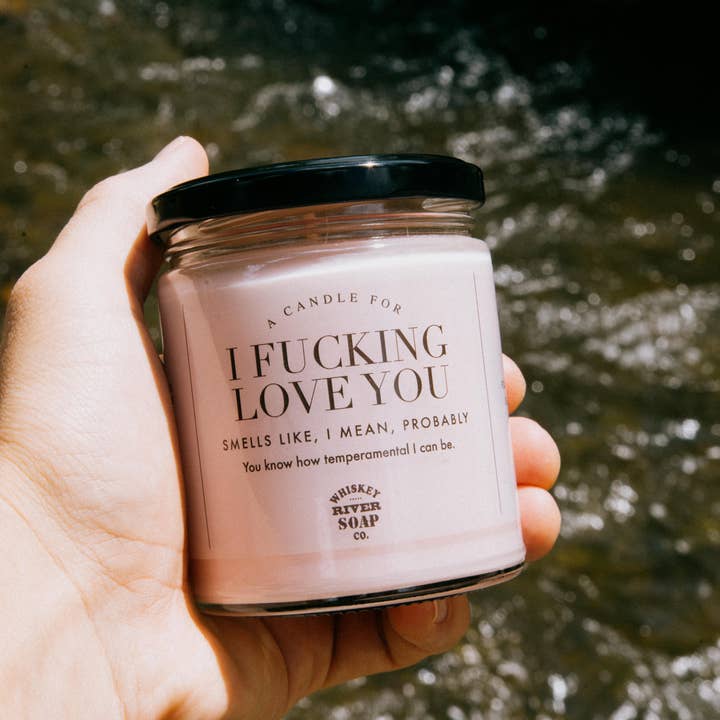 A CANDLE FOR
I FUCKING
LOVE YOU
SMELLS LIKE, I MEAN, PROBABLY
You know how temperamental I can be.
WHISKEY
RIVER
SOAP
CO.